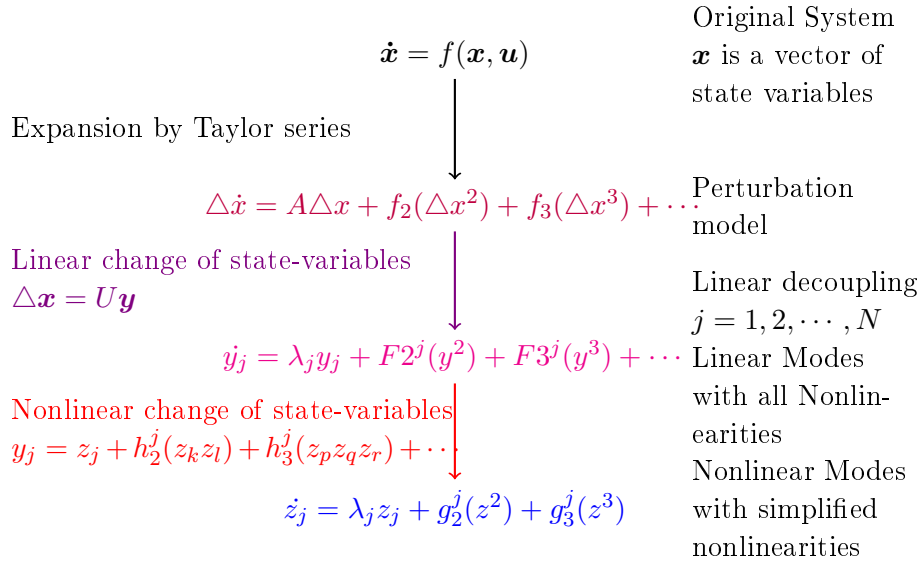 Original System
𝒙 is a vector of
state variables
𝒙̇ = f(𝒙, 𝒖)
Expansion by Taylor series
△ẋ = A△x + f₂(△x²) + f₃(△x³) + ⋯
Perturbation
model
Linear change of state-variables
△𝒙 = U𝒚
Linear decoupling
j = 1, 2, ⋯ , N
ẏⱼ = λⱼyⱼ + F2ʲ(y²) + F3ʲ(y³) + ⋯
Linear Modes
with all Nonlin-
earities
Nonlinear change of state-variables
yⱼ = zⱼ + h₂ʲ(zₖzₗ) + h₃ʲ(z_p z_q z_r) + ⋯
Nonlinear Modes
with simplified
nonlinearities
żⱼ = λⱼzⱼ + g₂ʲ(z²) + g₃ʲ(z³)